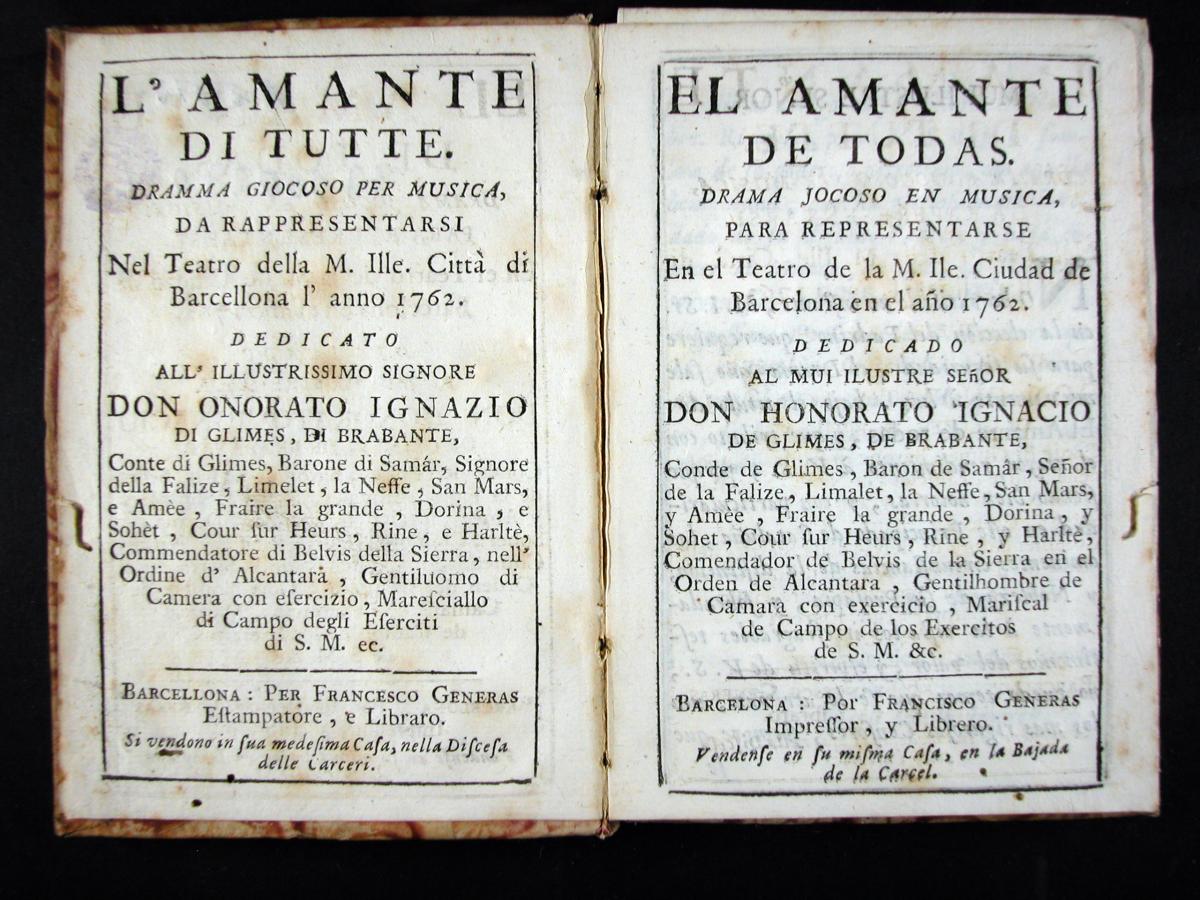 L'AMANTE
DI TUTTE.
DRAMMA GIOCOSO PER MUSICA,
DA RAPPRESENTARSI
Nel Teatro della M. Ille. Città di
Barcellona l' anno 1762.
DEDICATO
ALL' ILLUSTRISSIMO SIGNORE
DON ONORATO IGNAZIO
DI GLIMES, DI BRABANTE,
Conte di Glimes, Barone di Samár, Signore
della Falize, Limelet, la Neffe, San Mars,
e Amèe, Fraire la grande, Dorina, e
Sohèt, Cour ſur Heurs, Rine, e Harltè,
Commendatore di Belvis della Sierra, nell'
Ordine d' Alcantara, Gentiluomo di
Camera con eſercizio, Mareſciallo
di Campo degli Eſerciti
di S. M. ec.
BARCELLONA: PER FRANCESCO GENERAS
Eſtampatore, e Libraro.
Si vendono in ſua medeſima Caſa, nella Diſceſa
delle Carceri.
EL AMANTE
DE TODAS.
DRAMA JOCOSO EN MUSICA,
PARA REPRESENTARSE
En el Teatro de la M. Ile. Ciudad de
Barcelona en el año 1762.
DEDICADO
AL MUI ILUSTRE SEñOR
DON HONORATO IGNACIO
DE GLIMES, DE BRABANTE,
Conde de Glimes, Baron de Samâr, Señor
de la Falize, Limalet, la Neffe, San Mars,
y Amèe, Fraire la grande, Dorina, y
Sohet, Cour ſur Heurs, Rine, y Harltè,
Comendador de Belvis de la Sierra en el
Orden de Alcantara, Gentilhombre de
Camara con exercicio, Mariſcal
de Campo de los Exercitos
de S. M. &c.
BARCELONA: POR FRANCISCO GENERAS
Impreſſor, y Librero.
Vendenſe en su miſma Caſa, en la Bajada
de la Carcel.